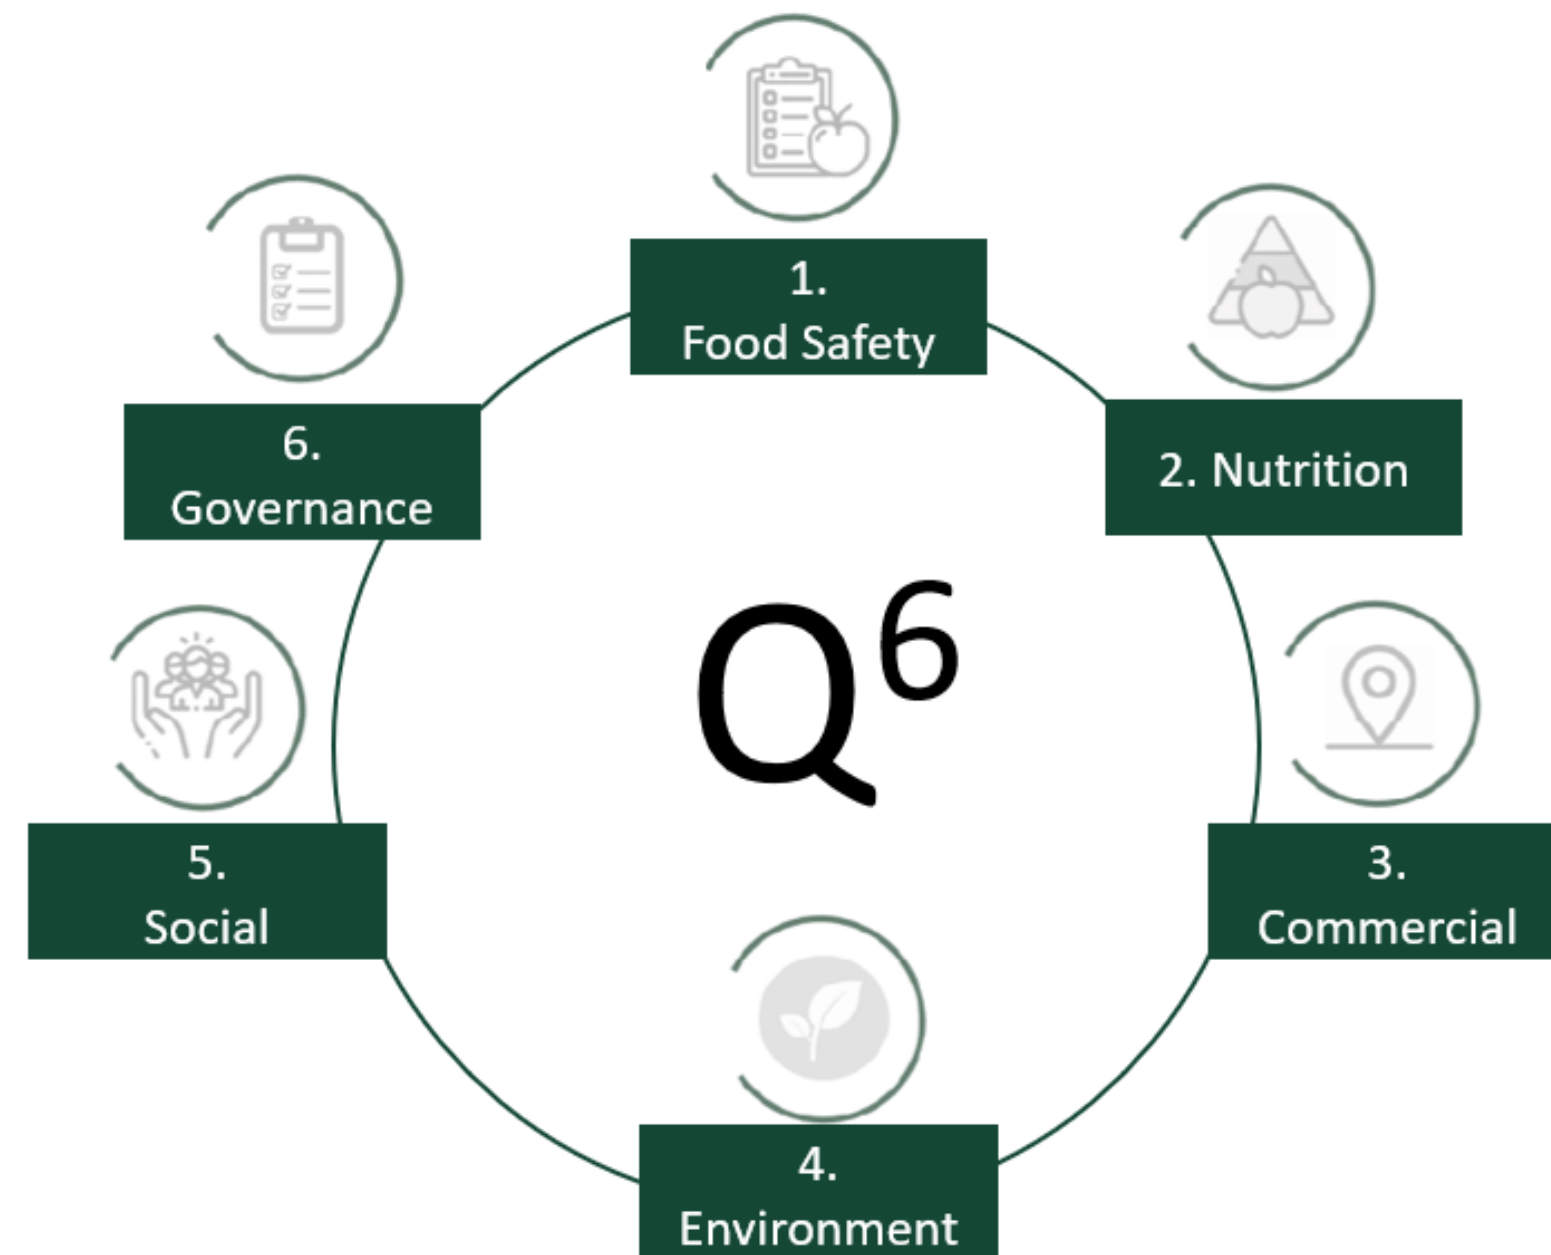 1.
Food Safety
2. Nutrition
3.
Commercial
4.
Environment
5.
Social
6.
Governance
Q⁶